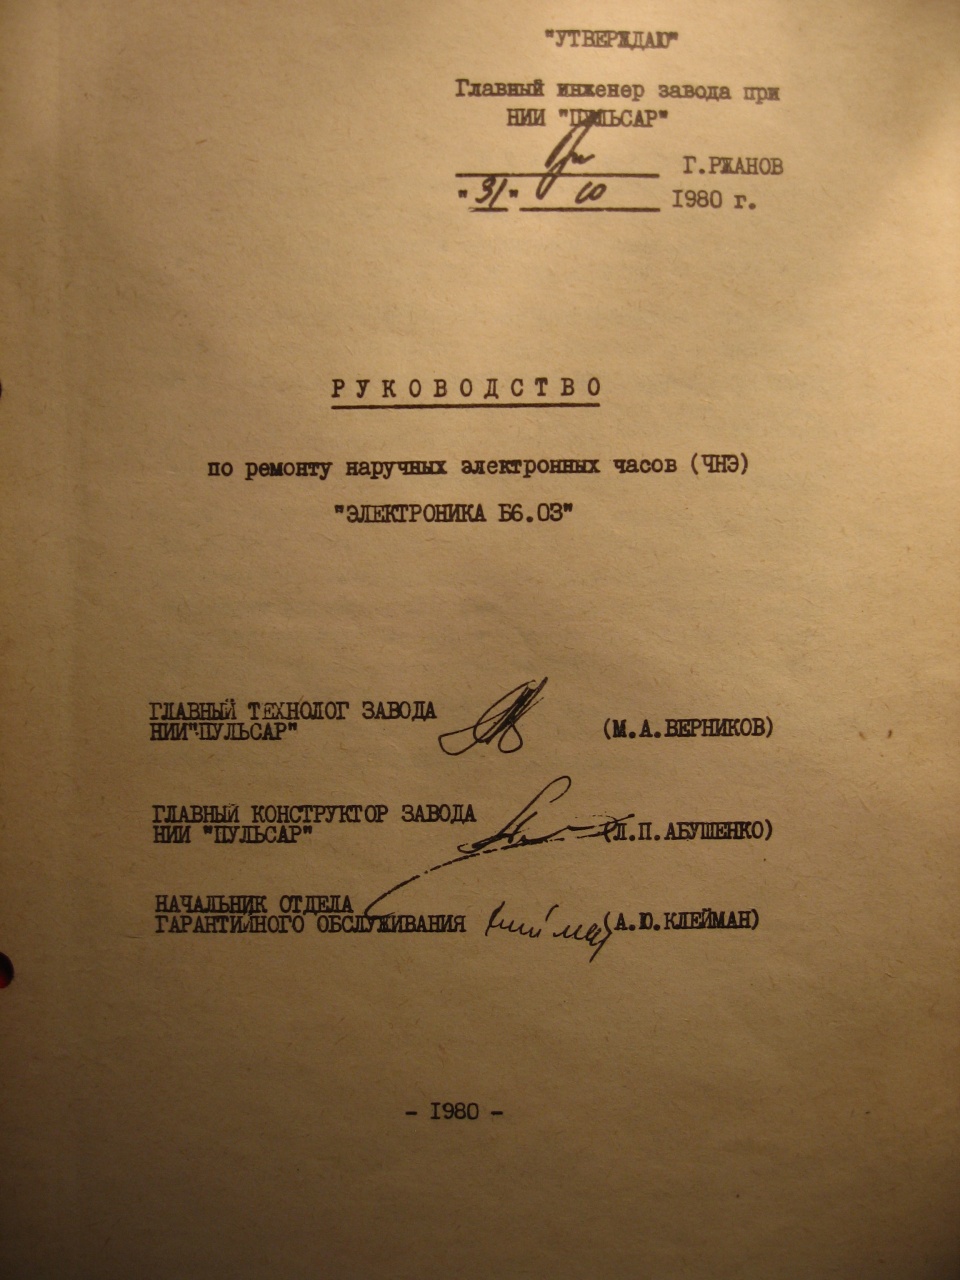 "УТВЕРЖДАЮ"
Главный инженер завода при
НИИ "ПУЛЬСАР"
Г.РЖАНОВ
"31" 10 1980 г.
РУКОВОДСТВО
по ремонту наручных электронных часов (ЧНЭ)
"ЭЛЕКТРОНИКА Б6.03"
ГЛАВНЫЙ ТЕХНОЛОГ ЗАВОДА
НИИ"ПУЛЬСАР"
(М.А.ВЕРНИКОВ)
ГЛАВНЫЙ КОНСТРУКТОР ЗАВОДА
НИИ "ПУЛЬСАР"
(Л.П.АБУШЕНКО)
НАЧАЛЬНИК ОТДЕЛА
ГАРАНТИЙНОГО ОБСЛУЖИВАНИЯ
(А.Ю.КЛЕЙМАН)
- 1980 -